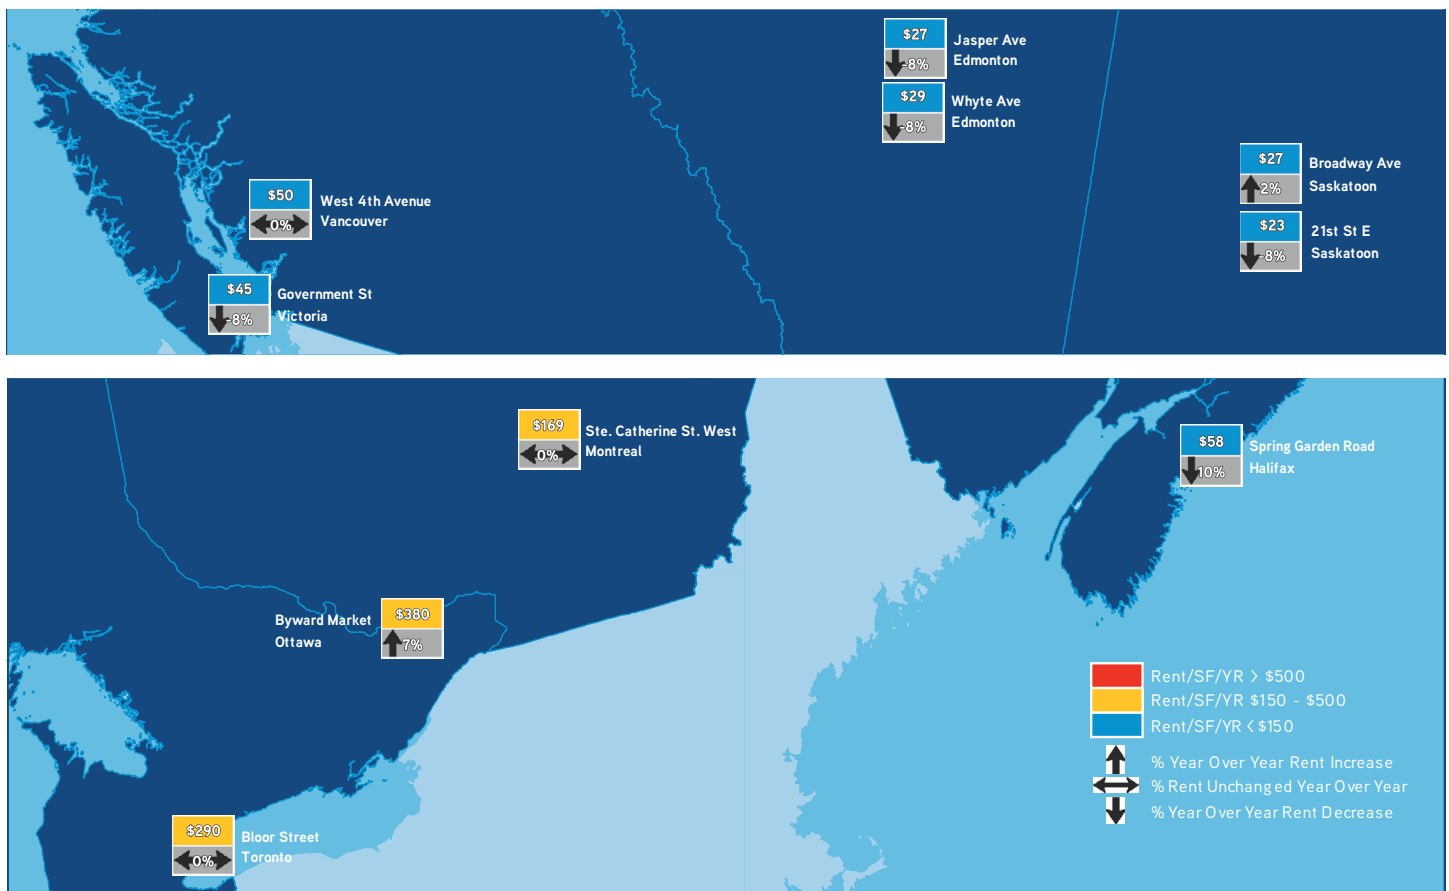 $27
-8%
Jasper Ave
Edmonton
$29
-8%
Whyte Ave
Edmonton
$27
2%
Broadway Ave
Saskatoon
$23
-8%
21st St E
Saskatoon
$50
0%
West 4th Avenue
Vancouver
$45
-8%
Government St
Victoria
$169
0%
Ste. Catherine St. West
Montreal
$58
10%
Spring Garden Road
Halifax
Byward Market
Ottawa
$380
7%
$290
0%
Bloor Street
Toronto
Rent/SF/YR > $500
Rent/SF/YR $150 - $500
Rent/SF/YR < $150
% Year Over Year Rent Increase
% Rent Unchanged Year Over Year
% Year Over Year Rent Decrease